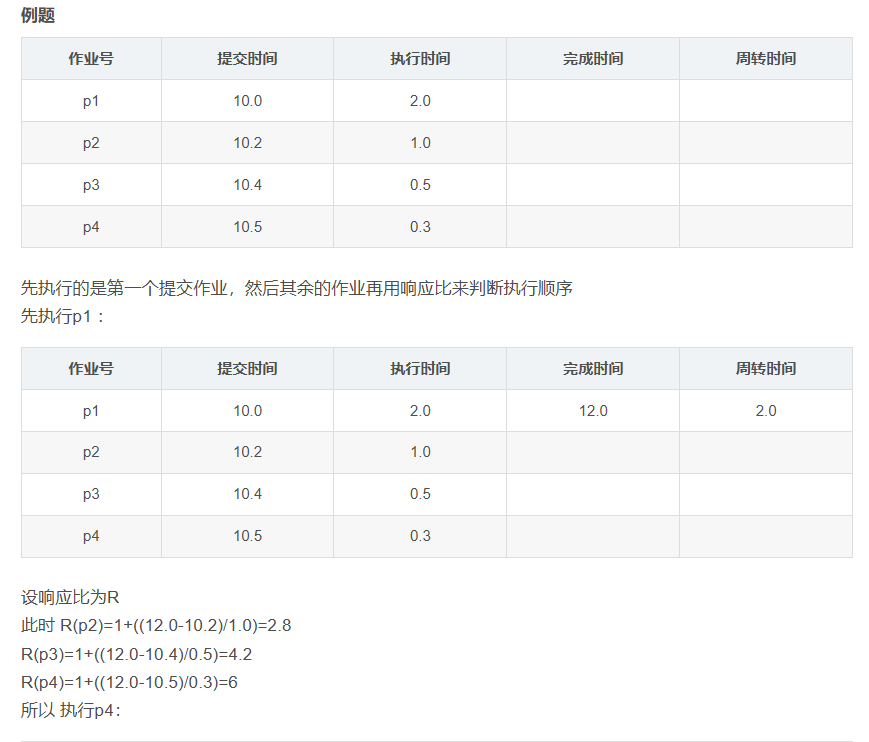 例题
作业号 提交时间 执行时间 完成时间 周转时间
p1 10.0 2.0
p2 10.2 1.0
p3 10.4 0.5
p4 10.5 0.3
先执行的是第一个提交作业，然后其余的作业再用响应比来判断执行顺序
先执行p1：
作业号 提交时间 执行时间 完成时间 周转时间
p1 10.0 2.0 12.0 2.0
p2 10.2 1.0
p3 10.4 0.5
p4 10.5 0.3
设响应比为R
此时 R(p2)=1+((12.0-10.2)/1.0)=2.8
R(p3)=1+((12.0-10.4)/0.5)=4.2
R(p4)=1+((12.0-10.5)/0.3)=6
所以 执行p4：